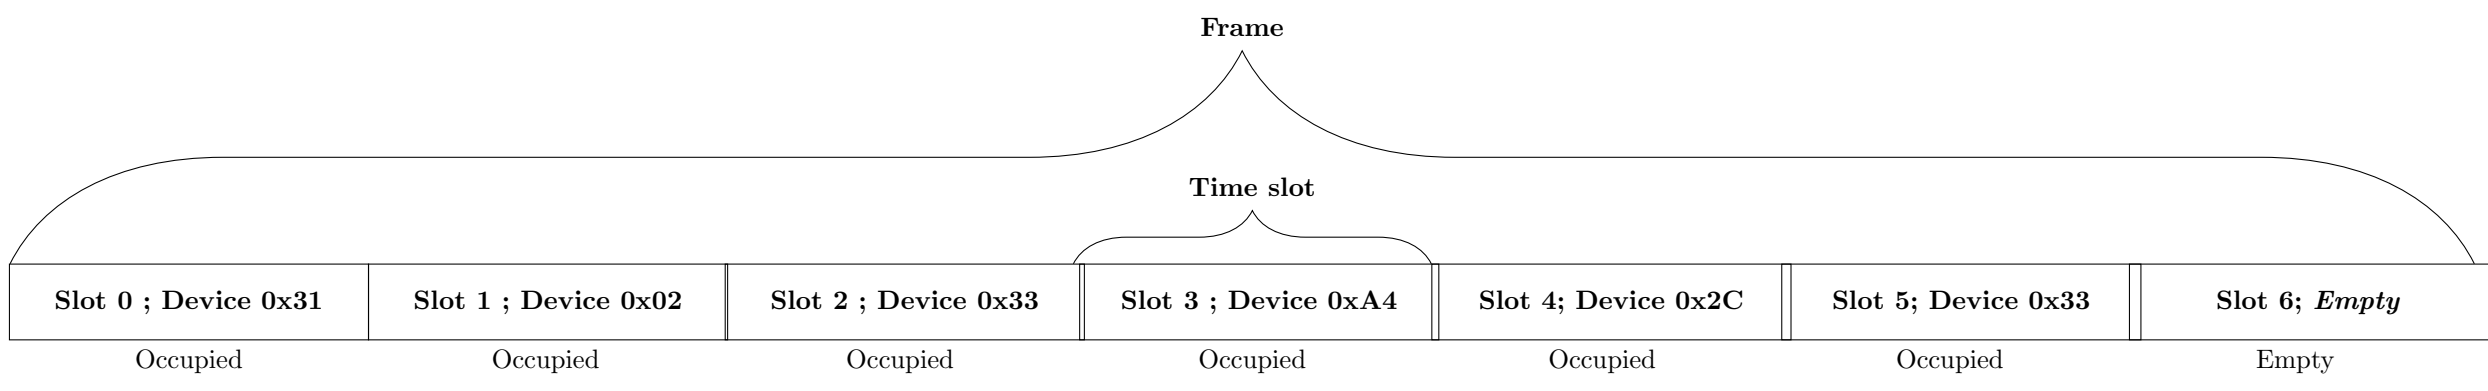 Frame
Time slot
Slot 0 ; Device 0x31
Slot 1 ; Device 0x02
Slot 2 ; Device 0x33
Slot 3 ; Device 0xA4
Slot 4; Device 0x2C
Slot 5; Device 0x33
Slot 6; Empty
Occupied
Occupied
Occupied
Occupied
Occupied
Occupied
Empty